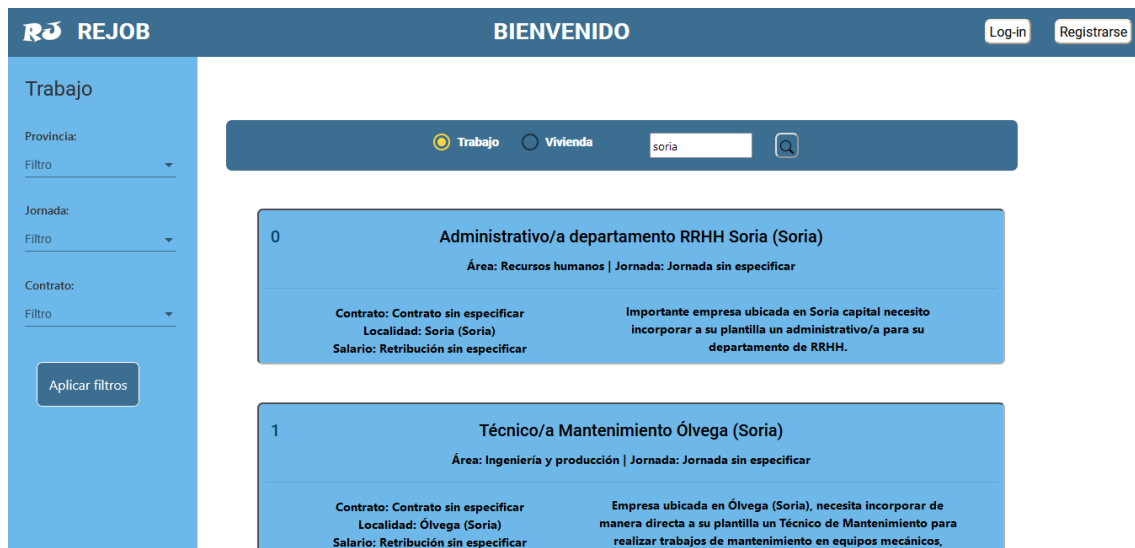 RJ REJOB
BIENVENIDO
Log-in
Registrarse
Trabajo
Provincia:
Filtro
Jornada:
Filtro
Contrato:
Filtro
Aplicar filtros
Trabajo
Vivienda
soria
0
Administrativo/a departamento RRHH Soria (Soria)
Área: Recursos humanos | Jornada: Jornada sin especificar
Contrato: Contrato sin especificar
Localidad: Soria (Soria)
Salario: Retribución sin especificar
Importante empresa ubicada en Soria capital necesito
incorporar a su plantilla un administrativo/a para su
departamento de RRHH.
1
Técnico/a Mantenimiento Ólvega (Soria)
Área: Ingeniería y producción | Jornada: Jornada sin especificar
Contrato: Contrato sin especificar
Localidad: Ólvega (Soria)
Salario: Retribución sin especificar
Empresa ubicada en Ólvega (Soria), necesita incorporar de
manera directa a su plantilla un Técnico de Mantenimiento para
realizar trabajos de mantenimiento en equipos mecánicos,